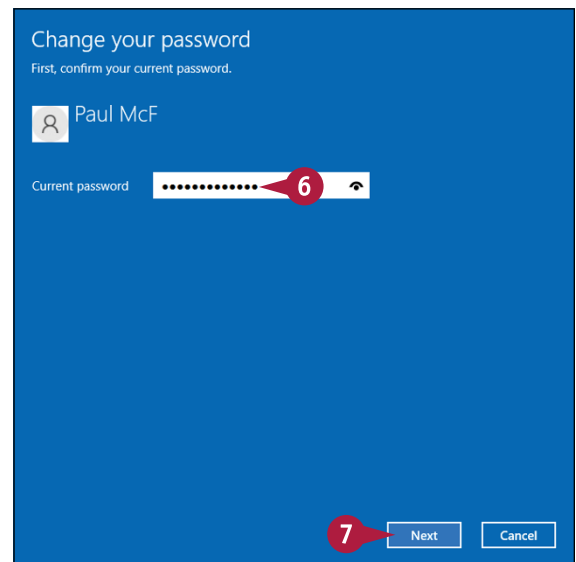 Change your password
First, confirm your current password.
Paul McF
Current password ••••••••••••• 6
7 Next Cancel